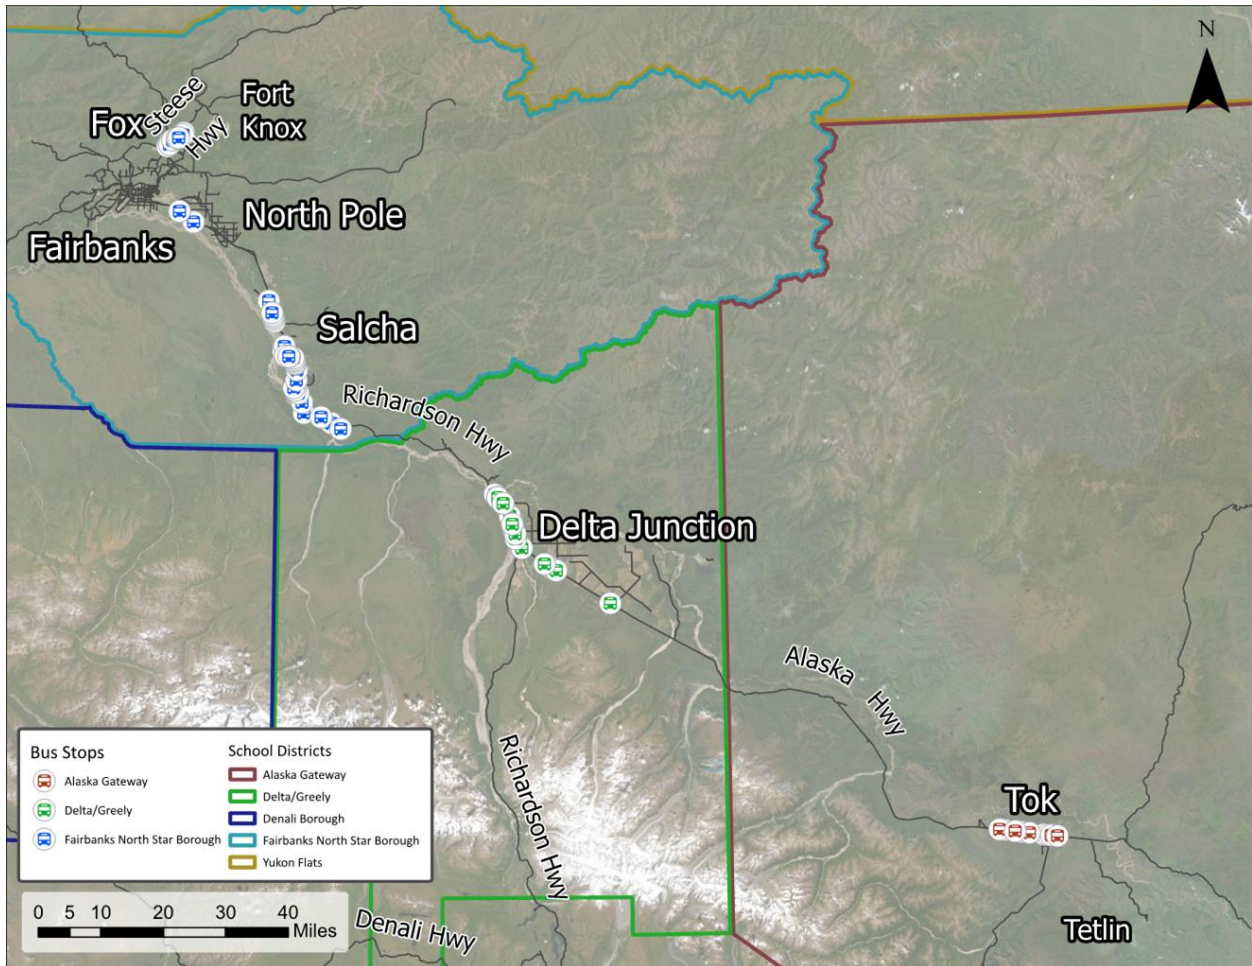 N
Fox
Steese
Hwy
Fort
Knox
North Pole
Fairbanks
Salcha
Richardson Hwy
Delta Junction
Alaska Hwy
Richardson Hwy
Tok
Tetlin
Denali Hwy
Bus Stops
Alaska Gateway
Delta/Greely
Fairbanks North Star Borough
School Districts
Alaska Gateway
Delta/Greely
Denali Borough
Fairbanks North Star Borough
Yukon Flats
0 5 10 20 30 40
Miles